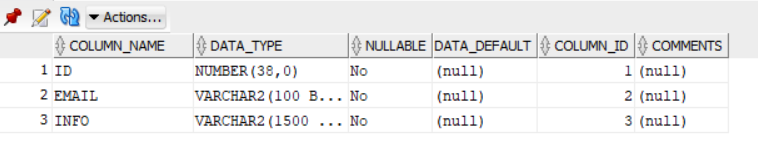 Actions...
COLUMN_NAME DATA_TYPE NULLABLE DATA_DEFAULT COLUMN_ID COMMENTS
1 ID NUMBER(38,0) No (null) 1 (null)
2 EMAIL VARCHAR2(100 B... No (null) 2 (null)
3 INFO VARCHAR2(1500 ... No (null) 3 (null)